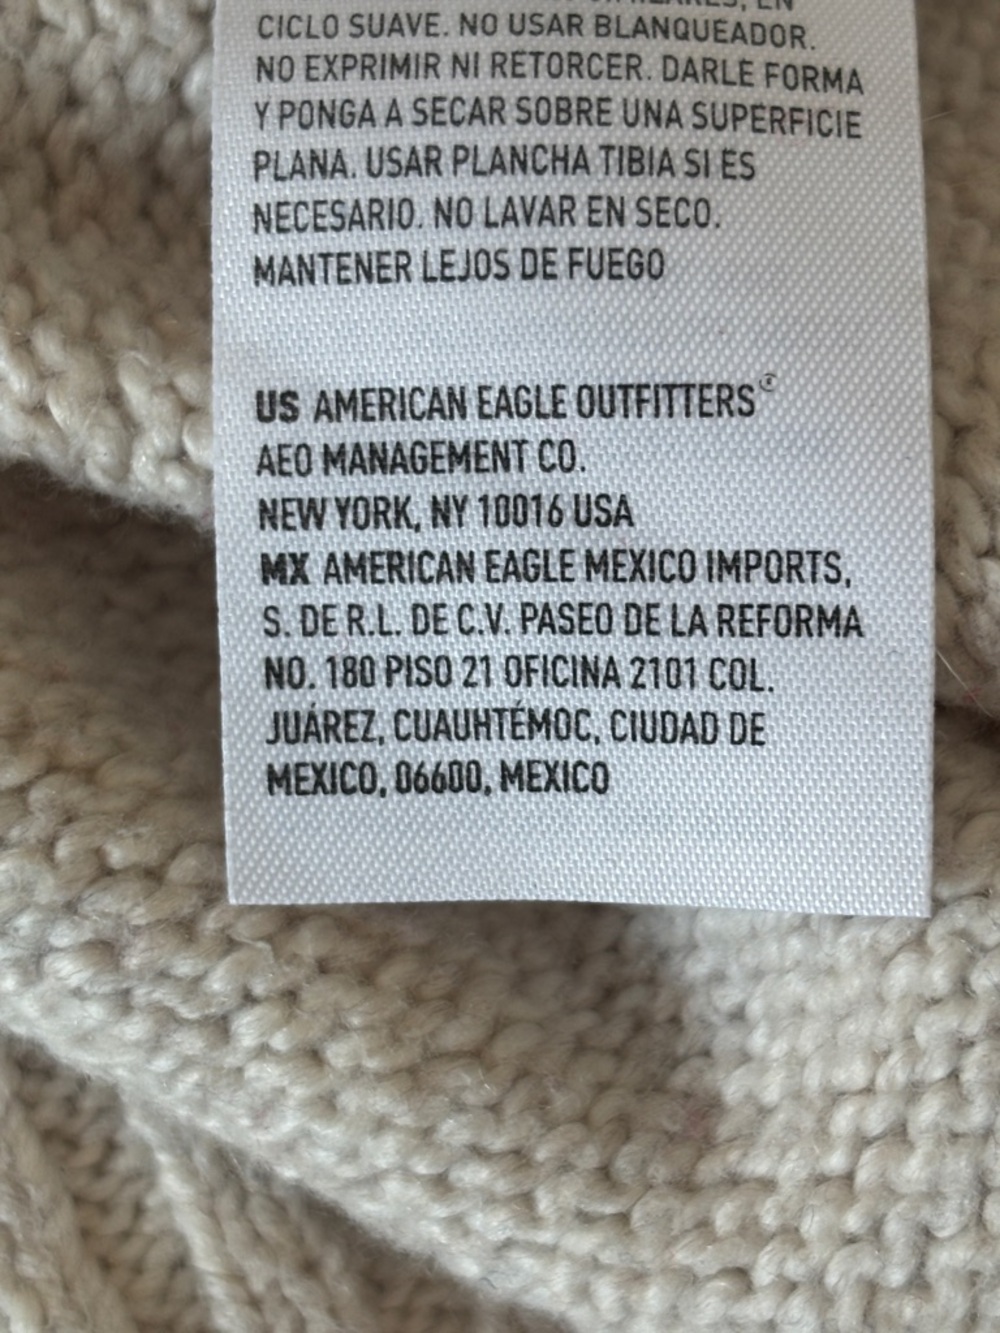 CICLO SUAVE. NO USAR BLANQUEADOR.
NO EXPRIMIR NI RETORCER. DARLE FORMA
Y PONGA A SECAR SOBRE UNA SUPERFICIE
PLANA. USAR PLANCHA TIBIA SI ES
NECESARIO. NO LAVAR EN SECO.
MANTENER LEJOS DE FUEGO
US AMERICAN EAGLE OUTFITTERS®
AEO MANAGEMENT CO.
NEW YORK, NY 10016 USA
MX AMERICAN EAGLE MEXICO IMPORTS,
S. DE R.L. DE C.V. PASEO DE LA REFORMA
NO. 180 PISO 21 OFICINA 2101 COL.
JUÁREZ, CUAUHTÉMOC, CIUDAD DE
MEXICO, 06600, MEXICO